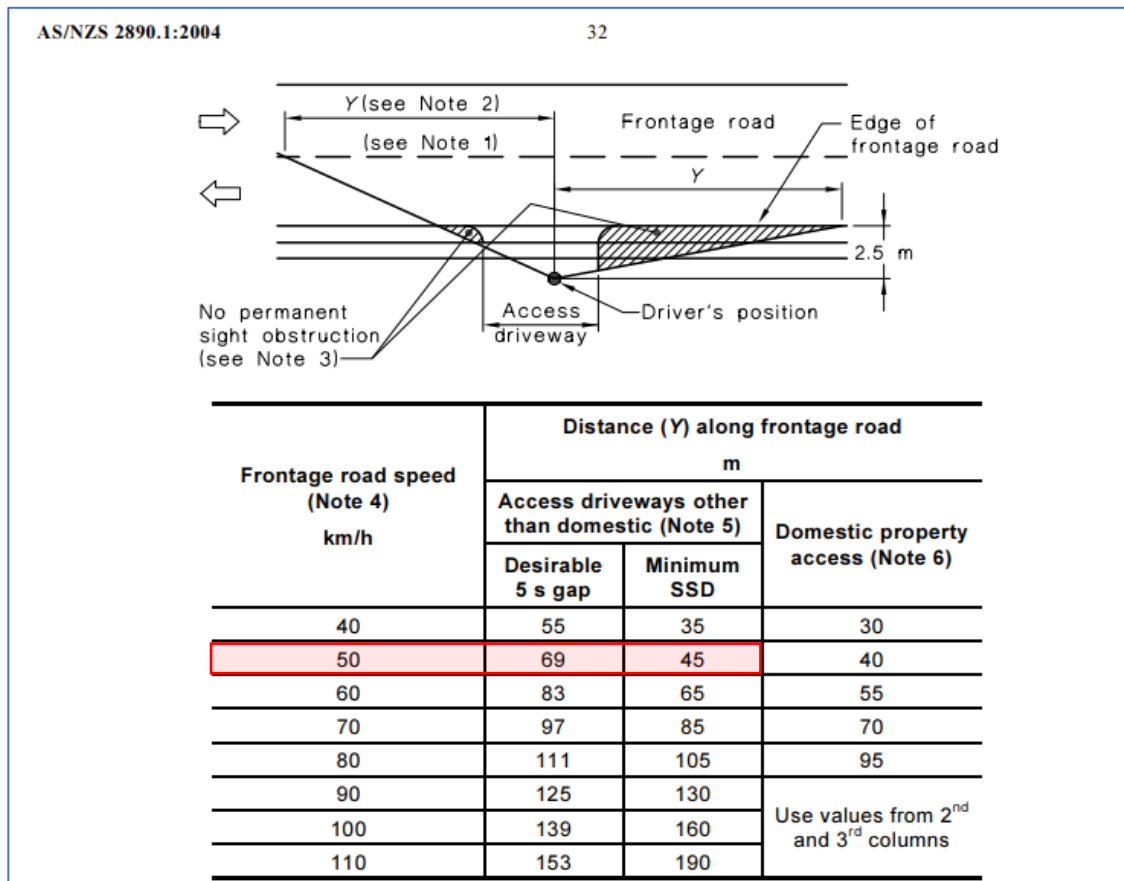 AS/NZS 2890.1:2004 32
Y (see Note 2)
(see Note 1)
Frontage road
Edge of
frontage road
Y
2.5 m
No permanent
sight obstruction
(see Note 3)
Access
driveway
Driver's position
Frontage road speed
(Note 4)
km/h
Distance (Y) along frontage road
m
Access driveways other
than domestic (Note 5)
Domestic property
access (Note 6)
Desirable
5 s gap
Minimum
SSD
40 55 35 30
50 69 45 40
60 83 65 55
70 97 85 70
80 111 105 95
90 125 130
100 139 160
110 153 190
Use values from 2nd
and 3rd columns